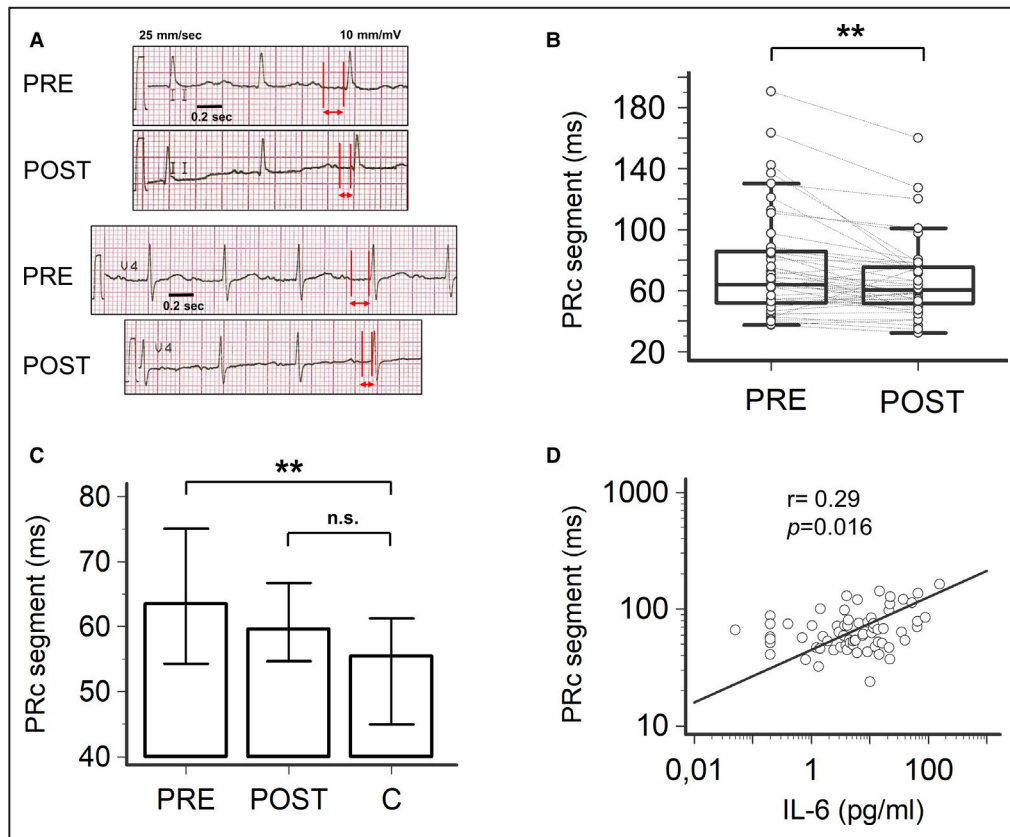 A
25 mm/sec
10 mm/mV
PRE
I I
0.2 sec
POST
I I
PRE
V4
0.2 sec
POST
V4
B
**
PRc segment (ms)
180
140
100
60
20
PRE
POST
C
**
n.s.
PRc segment (ms)
80
70
60
50
40
PRE
POST
C
D
r= 0.29
p=0.016
PRc segment (ms)
1000
100
10
0,01
1
100
IL-6 (pg/ml)